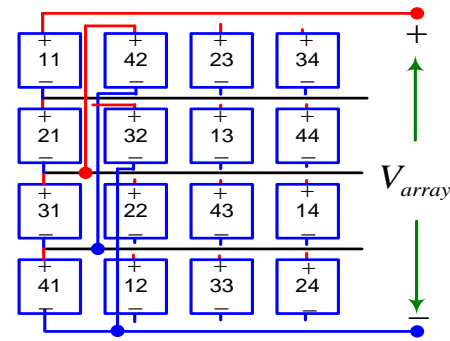 + + + + +
11 42 23 34
− − − −
+ + + +
21 32 13 44
− − − −
V_array
+ + + +
31 22 43 14
− − − −
+ + + +
41 12 33 24
− − − − −